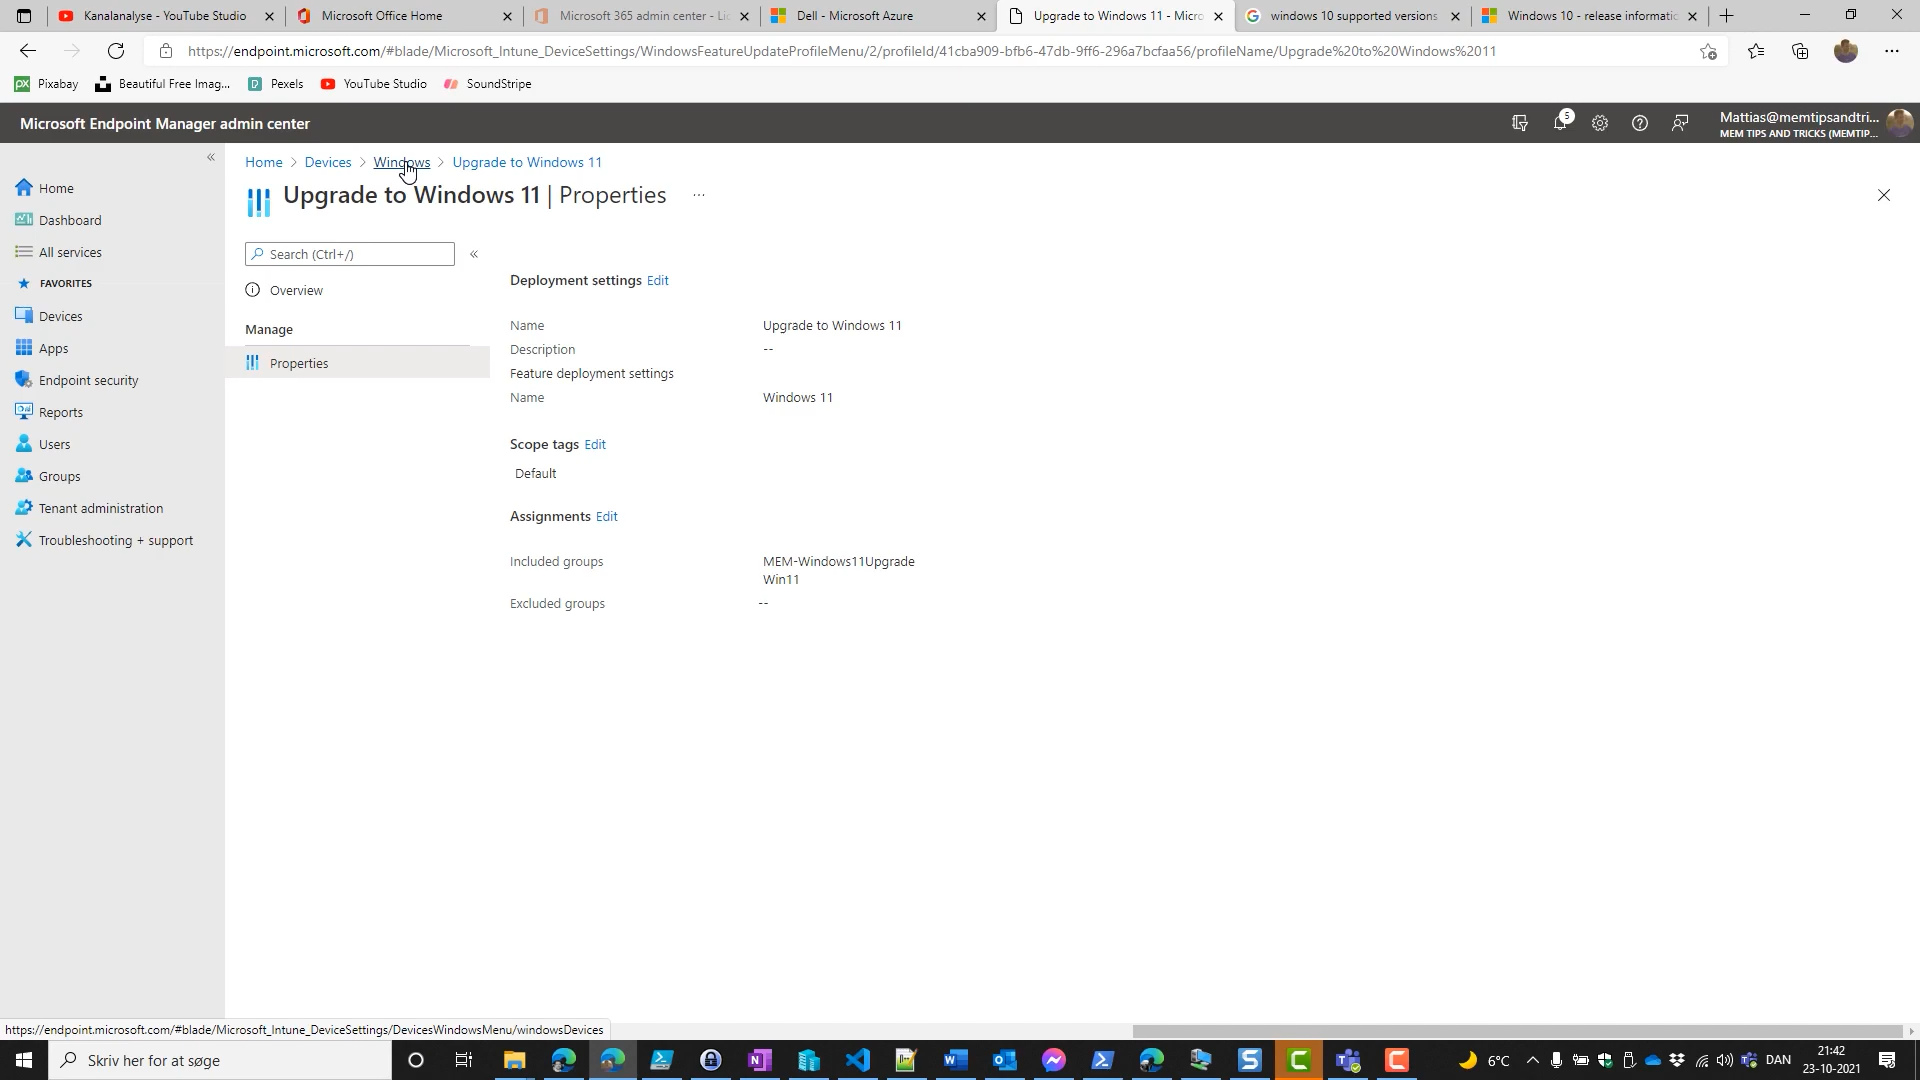 Kanalanalyse - YouTube Studio
Microsoft Office Home
Microsoft 365 admin center - Lic
Dell - Microsoft Azure
Upgrade to Windows 11 - Micro
windows 10 supported versions
Windows 10 - release informatio
https://endpoint.microsoft.com/#blade/Microsoft_Intune_DeviceSettings/WindowsFeatureUpdateProfileMenu/2/profileId/41cba909-bfb6-47db-9ff6-296a7bcfaa56/profileName/Upgrade%20to%20Windows%2011
Pixabay
Beautiful Free Imag...
Pexels
YouTube Studio
SoundStripe
Microsoft Endpoint Manager admin center
5
Mattias@memtipsandtri...
MEM TIPS AND TRICKS (MEMTIP...
Home > Devices > Windows > Upgrade to Windows 11
Upgrade to Windows 11 | Properties ...
Home
Dashboard
All services
FAVORITES
Devices
Apps
Endpoint security
Reports
Users
Groups
Tenant administration
Troubleshooting + support
Search (Ctrl+/)
Overview
Manage
Properties
Deployment settings Edit
Name Upgrade to Windows 11
Description --
Feature deployment settings
Name Windows 11
Scope tags Edit
Default
Assignments Edit
Included groups MEM-Windows11Upgrade
Win11
Excluded groups --
https://endpoint.microsoft.com/#blade/Microsoft_Intune_DeviceSettings/DevicesWindowsMenu/windowsDevices
Skriv her for at søge
6°C
DAN
21:42
23-10-2021